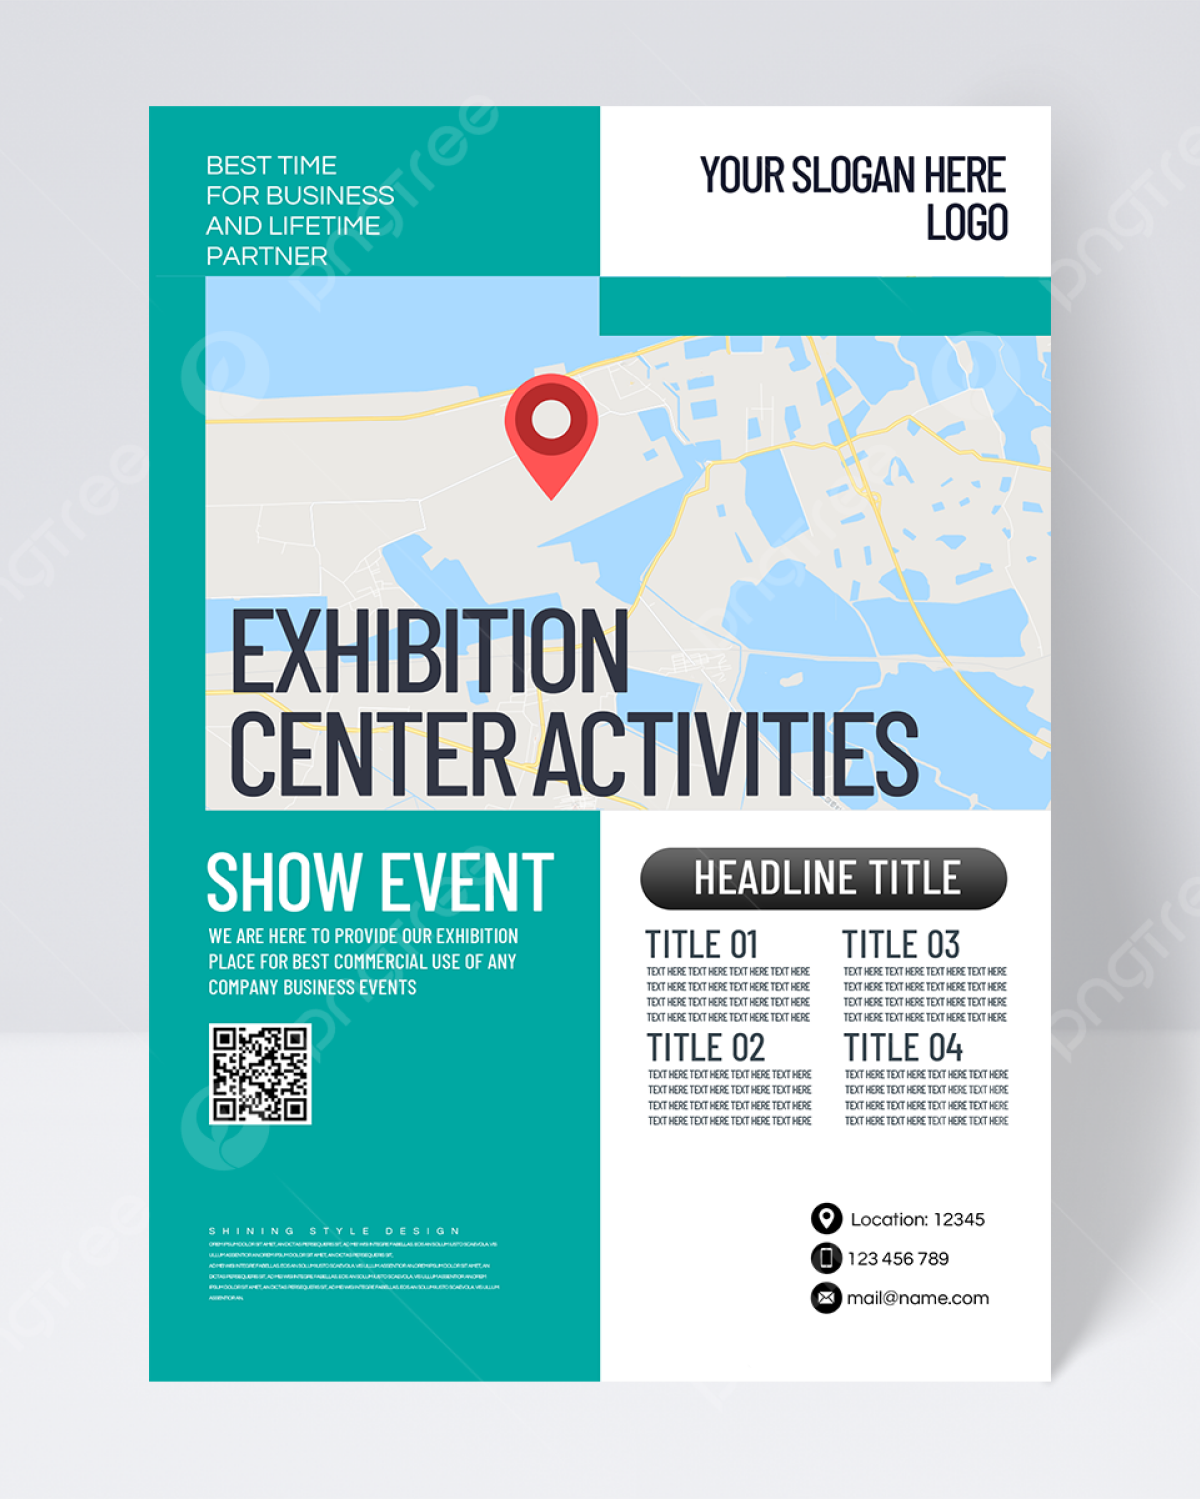 BEST TIME
FOR BUSINESS
AND LIFETIME
PARTNER
YOUR SLOGAN HERE
LOGO
EXHIBITION
CENTER ACTIVITIES
SHOW EVENT
WE ARE HERE TO PROVIDE OUR EXHIBITION
PLACE FOR BEST COMMERCIAL USE OF ANY
COMPANY BUSINESS EVENTS
HEADLINE TITLE
TITLE 01
TEXT HERE TEXT HERE TEXT HERE TEXT HERE
TEXT HERE TEXT HERE TEXT HERE TEXT HERE
TEXT HERE TEXT HERE TEXT HERE TEXT HERE
TEXT HERE TEXT HERE TEXT HERE TEXT HERE
TITLE 02
TEXT HERE TEXT HERE TEXT HERE TEXT HERE
TEXT HERE TEXT HERE TEXT HERE TEXT HERE
TEXT HERE TEXT HERE TEXT HERE TEXT HERE
TEXT HERE TEXT HERE TEXT HERE TEXT HERE
TITLE 03
TEXT HERE TEXT HERE TEXT HERE TEXT HERE
TEXT HERE TEXT HERE TEXT HERE TEXT HERE
TEXT HERE TEXT HERE TEXT HERE TEXT HERE
TEXT HERE TEXT HERE TEXT HERE TEXT HERE
TITLE 04
TEXT HERE TEXT HERE TEXT HERE TEXT HERE
TEXT HERE TEXT HERE TEXT HERE TEXT HERE
TEXT HERE TEXT HERE TEXT HERE TEXT HERE
TEXT HERE TEXT HERE TEXT HERE TEXT HERE
SHINING STYLE DESIGN
Location: 12345
123 456 789
mail@name.com
pngtree